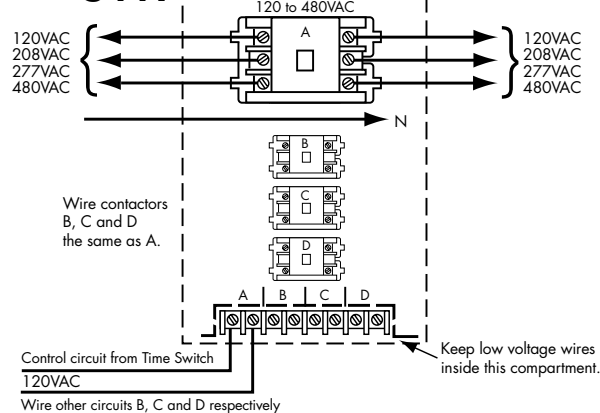 120 to 480VAC
A
120VAC
208VAC
277VAC
480VAC
120VAC
208VAC
277VAC
480VAC
N
B
C
D
Wire contactors
B, C and D
the same as A.
A B C D
Control circuit from Time Switch
120VAC
Wire other circuits B, C and D respectively
Keep low voltage wires
inside this compartment.